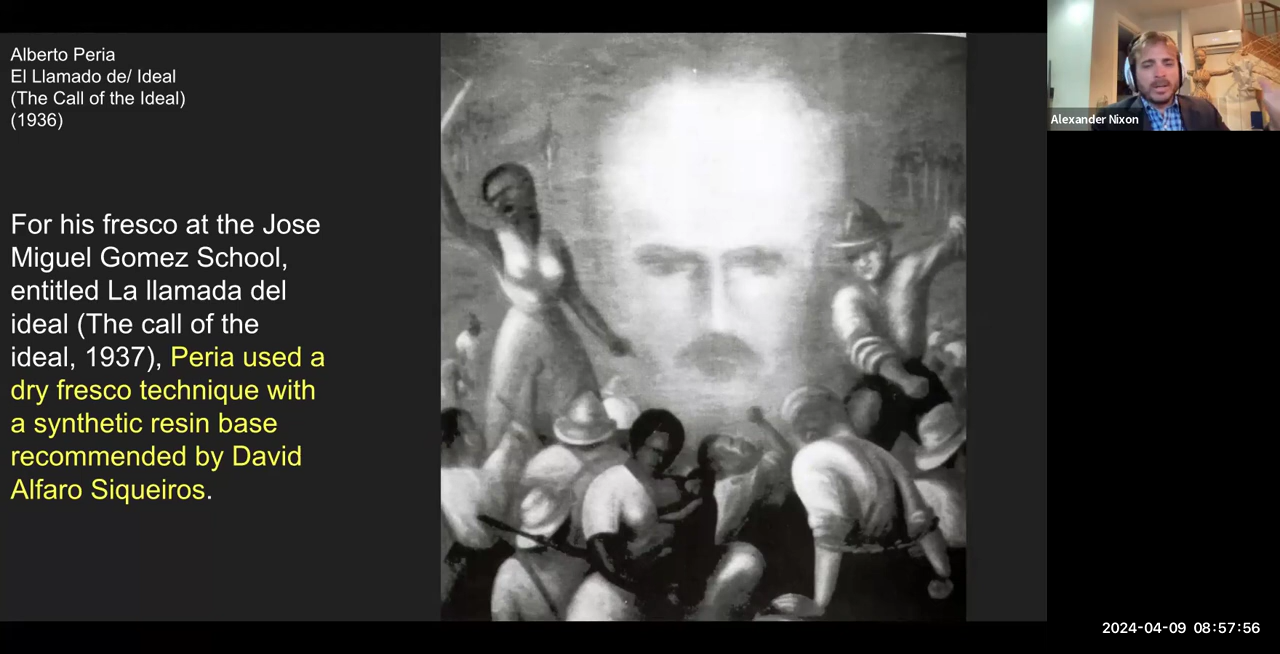 Alberto Peria
El Llamado de/ Ideal
(The Call of the Ideal)
(1936)
For his fresco at the Jose
Miguel Gomez School,
entitled La llamada del
ideal (The call of the
ideal, 1937), Peria used a
dry fresco technique with
a synthetic resin base
recommended by David
Alfaro Siqueiros.
Alexander Nixon
2024-04-09 08:57:56